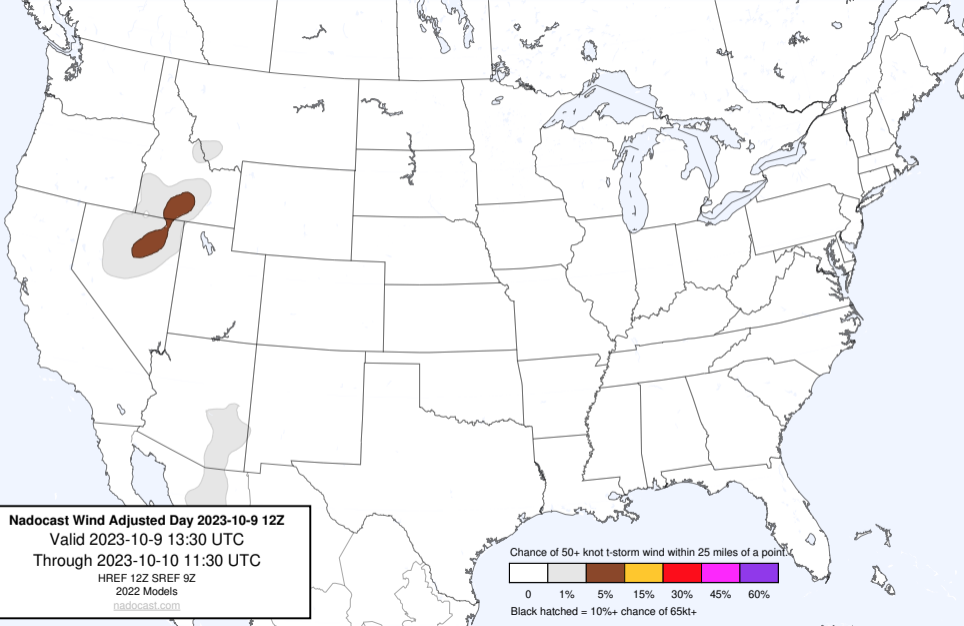 Nadocast Wind Adjusted Day 2023-10-9 12Z
Valid 2023-10-9 13:30 UTC
Through 2023-10-10 11:30 UTC
HREF 12Z SREF 9Z
2022 Models
nadocast.com
Chance of 50+ knot t-storm wind within 25 miles of a point.
0 1% 5% 15% 30% 45% 60%
Black hatched = 10%+ chance of 65kt+